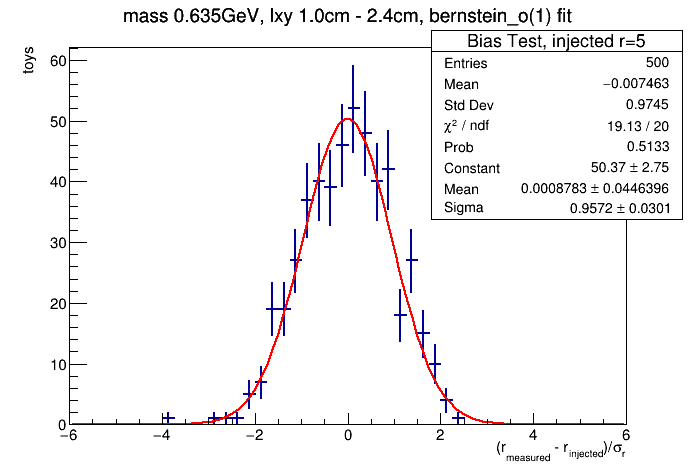 mass 0.635GeV, lxy 1.0cm - 2.4cm, bernstein_o(1) fit
Bias Test, injected r=5
Entries 500
Mean −0.007463
Std Dev 0.9745
χ² / ndf 19.13 / 20
Prob 0.5133
Constant 50.37 ± 2.75
Mean 0.0008783 ± 0.0446396
Sigma 0.9572 ± 0.0301
toys
60
50
40
30
20
10
0
−6 −4 −2 0 2 4 6
(r_measured - r_injected)/σ_r